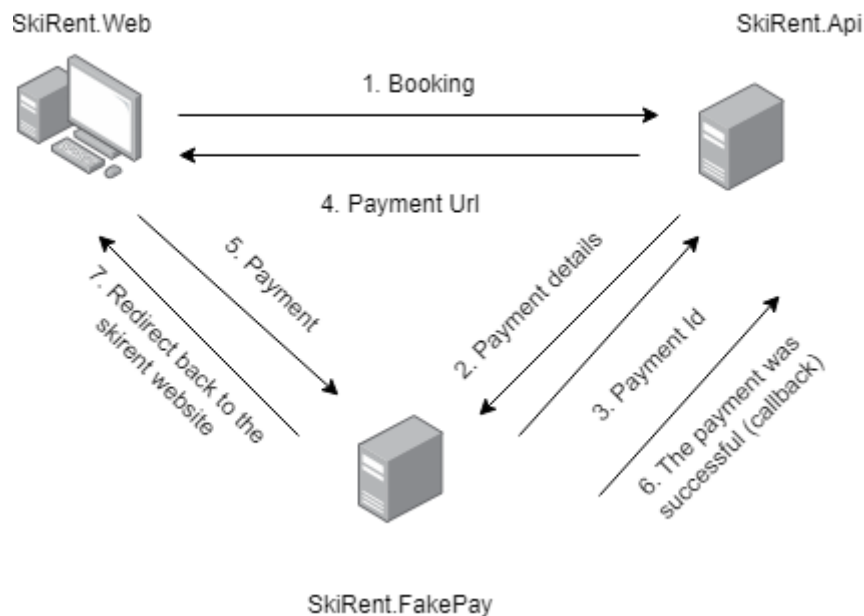 SkiRent.Web
SkiRent.Api
1. Booking
4. Payment Url
5. Payment
7. Redirect back to the
skirent website
2. Payment details
3. Payment Id
6. The payment was
successful (callback)
SkiRent.FakePay